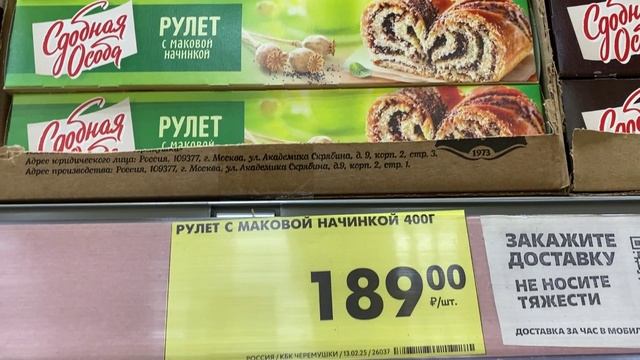 Сдобная
Особа
РУЛЕТ
С МАКОВОЙ
НАЧИНКОЙ
Сдобная
Особа
Сдобная
РУЛЕТ
С МАКОВОЙ
Сдобная
Адрес юридического лица: Россия, 109377, г. Москва, ул. Академика Скрябина, д. 9, корп. 2, стр. 3.
Адрес производства: Россия, 109377, г. Москва, ул. Академика Скрябина, д.9, корп. 2, стр. 1.
1973
РУЛЕТ С МАКОВОЙ НАЧИНКОЙ 400Г
189 00
₽/шт.
РОССИЯ / КБК ЧЕРЕМУШКИ / 13.02.25 / 26037
ЗАКАЖИТЕ
ДОСТАВКУ
НЕ НОСИТЕ
ТЯЖЕСТИ
ДОСТАВКА ЗА ЧАС В